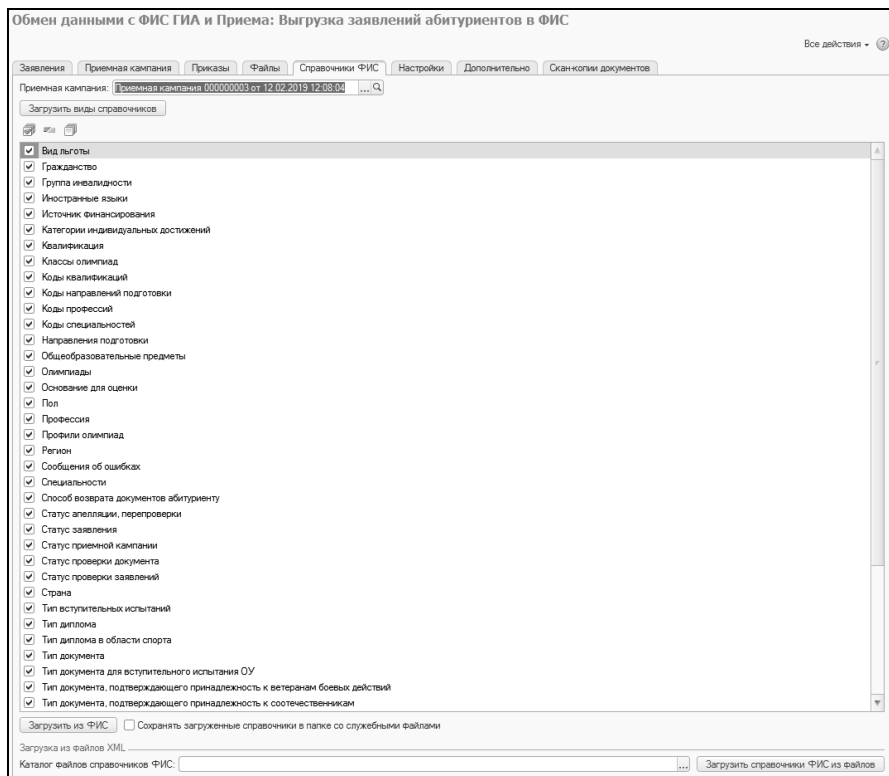 Обмен данными с ФИС ГИА и Приема: Выгрузка заявлений абитуриентов в ФИС
Все действия
Заявления Приемная кампания Приказы Файлы Справочники ФИС Настройки Дополнительно Скан-копии документов
Приемная кампания: Приемная кампания 000000003 от 12.02.2019 12:08:04 ...
Загрузить виды справочников
Вид льготы
Гражданство
Группа инвалидности
Иностранные языки
Источник финансирования
Категории индивидуальных достижений
Квалификация
Классы олимпиад
Коды квалификаций
Коды направлений подготовки
Коды профессий
Коды специальностей
Направления подготовки
Общеобразовательные предметы
Олимпиады
Основание для оценки
Пол
Профессия
Профили олимпиад
Регион
Сообщения об ошибках
Специальности
Способ возврата документов абитуриенту
Статус апелляции, перепроверки
Статус заявления
Статус приемной кампании
Статус проверки документа
Статус проверки заявлений
Страна
Тип вступительных испытаний
Тип диплома
Тип диплома в области спорта
Тип документа
Тип документа для вступительного испытания ОУ
Тип документа, подтверждающего принадлежность к ветеранам боевых действий
Тип документа, подтверждающего принадлежность к соотечественникам
Загрузить из ФИС Сохранять загруженные справочники в папке со служебными файлами
Загрузка из файлов XML
Каталог файлов справочников ФИС: ... Загрузить справочники ФИС из файлов